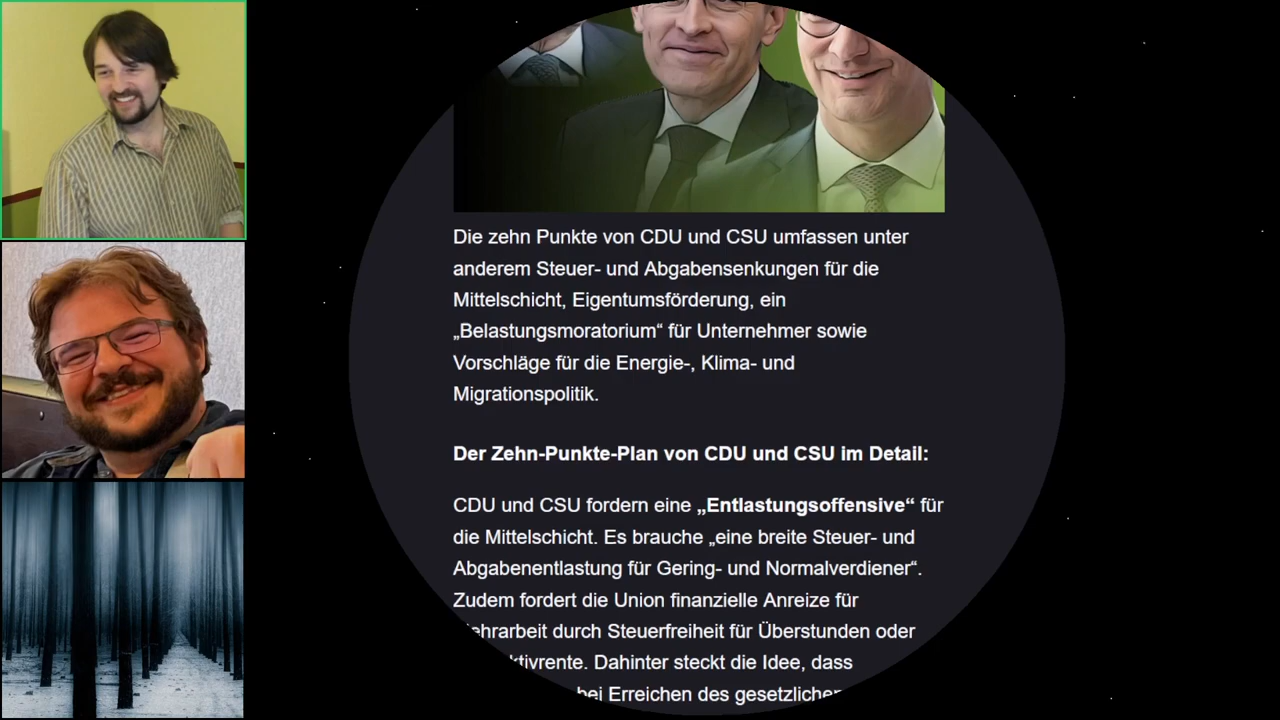 Die zehn Punkte von CDU und CSU umfassen unter
anderem Steuer- und Abgabensenkungen für die
Mittelschicht, Eigentumsförderung, ein
„Belastungsmoratorium“ für Unternehmer sowie
Vorschläge für die Energie-, Klima- und
Migrationspolitik.
Der Zehn-Punkte-Plan von CDU und CSU im Detail:
CDU und CSU fordern eine „Entlastungsoffensive“ für
die Mittelschicht. Es brauche „eine breite Steuer- und
Abgabenentlastung für Gering- und Normalverdiener“.
Zudem fordert die Union finanzielle Anreize für
ehrarbeit durch Steuerfreiheit für Überstunden oder
ktivrente. Dahinter steckt die Idee, dass
bei Erreichen des gesetzlichen